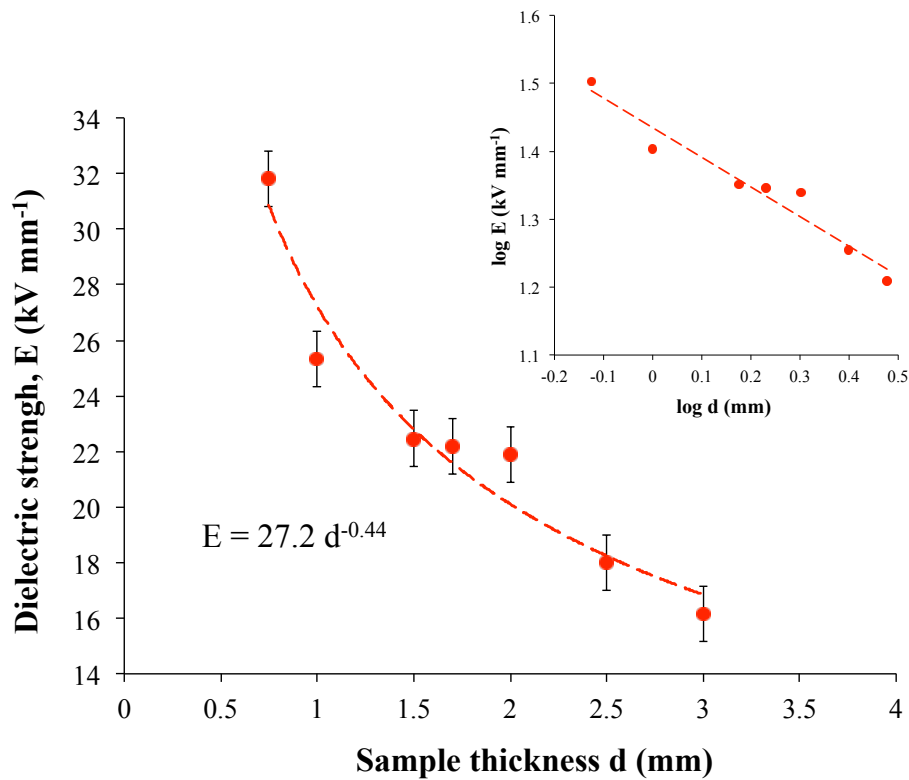 1.6
1.5
1.4
1.3
1.2
1.1
log E (kV mm-1)
-0.2 -0.1 0 0.1 0.2 0.3 0.4 0.5
log d (mm)
34
32
30
28
26
24
22
20
18
16
14
Dielectric strengh, E (kV mm-1)
E = 27.2 d-0.44
0 0.5 1 1.5 2 2.5 3 3.5 4
Sample thickness d (mm)